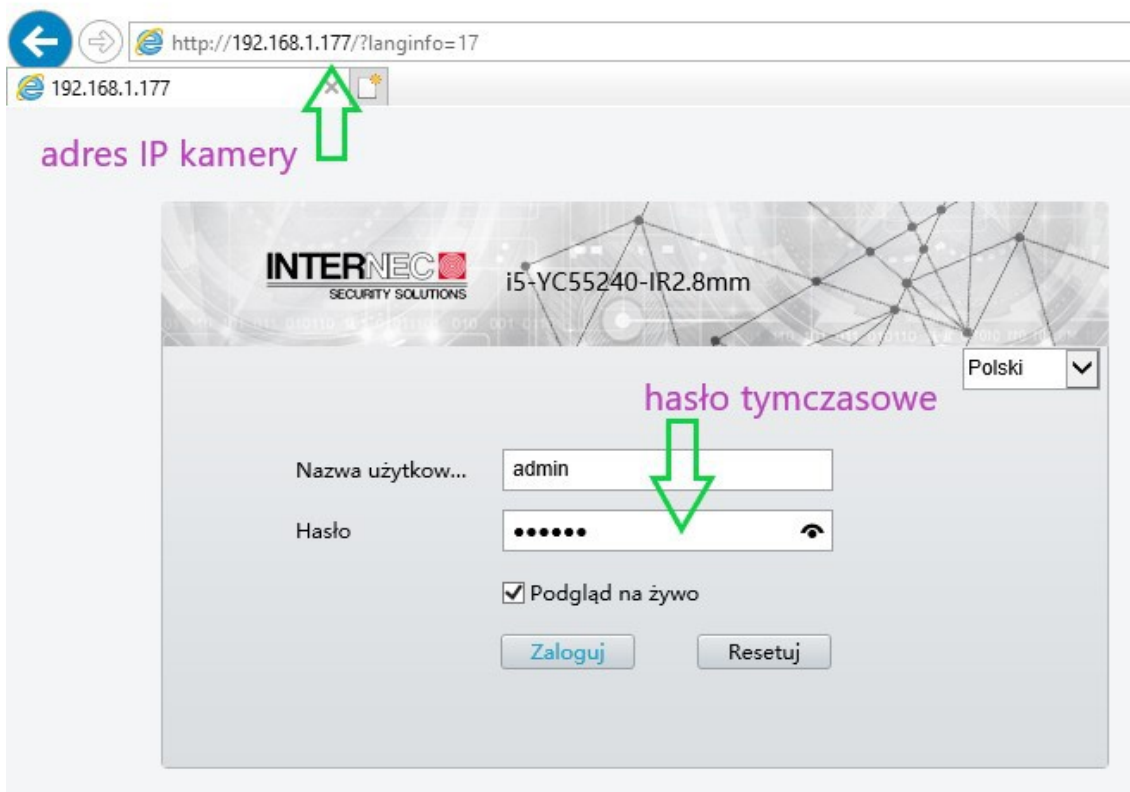 http://192.168.1.177/?langinfo=17
192.168.1.177
adres IP kamery
INTERNEC
SECURITY SOLUTIONS
i5-YC55240-IR2.8mm
Polski
hasło tymczasowe
Nazwa użytkow...
admin
Hasło
••••••
Podgląd na żywo
Zaloguj
Resetuj